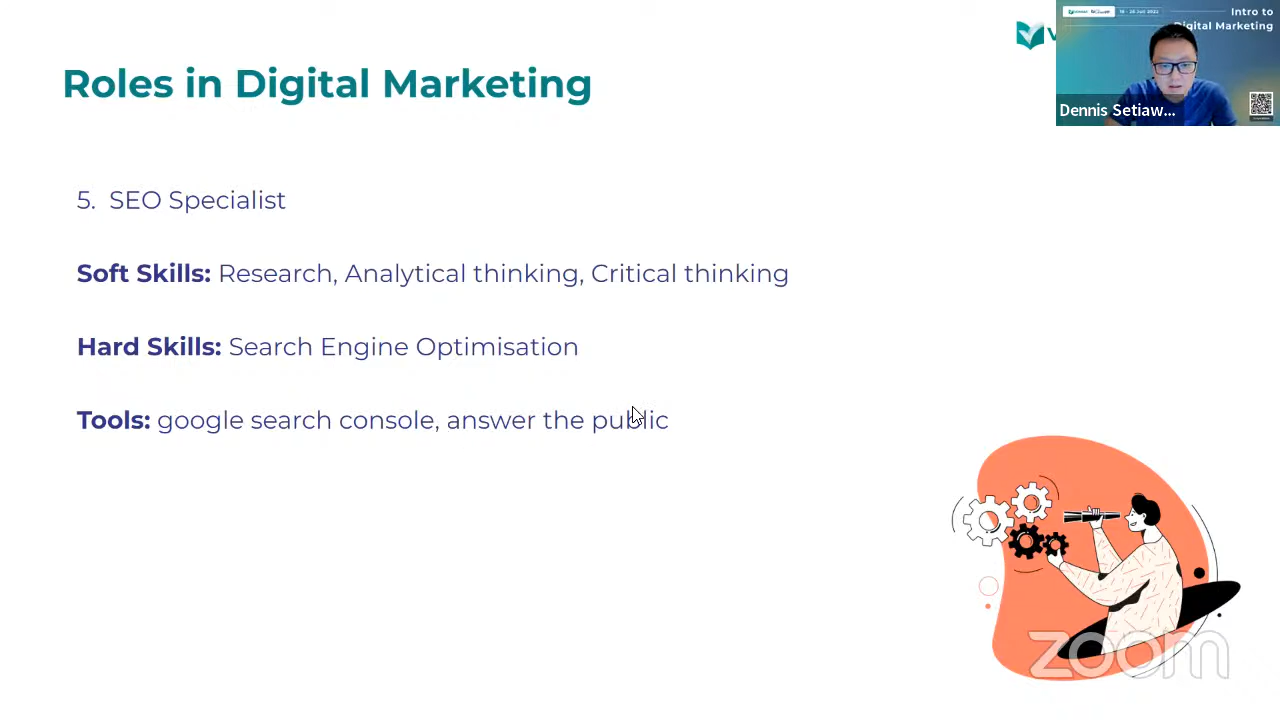 Roles in Digital Marketing
5. SEO Specialist
Soft Skills: Research, Analytical thinking, Critical thinking
Hard Skills: Search Engine Optimisation
Tools: google search console, answer the public
Intro to
Digital Marketing
Dennis Setiaw...
zoom